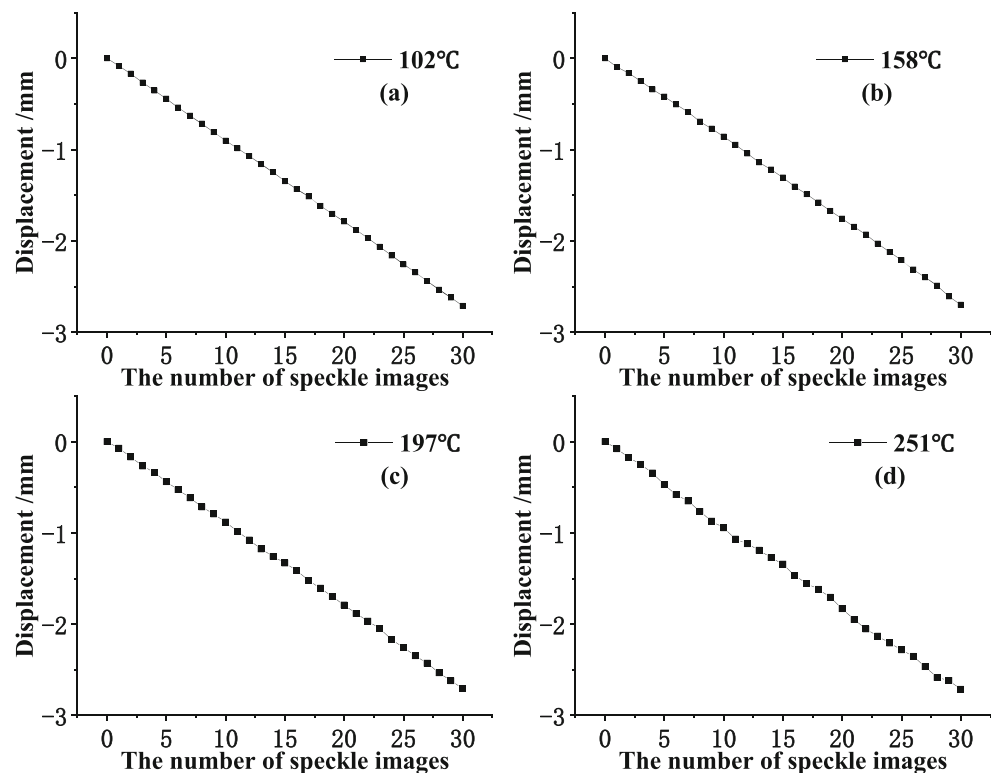 102℃
(a)
Displacement /mm
0
−1
−2
−3
0 5 10 15 20 25 30
The number of speckle images
158℃
(b)
Displacement /mm
0
−1
−2
−3
0 5 10 15 20 25 30
The number of speckle images
197℃
(c)
Displacement /mm
0
−1
−2
−3
0 5 10 15 20 25 30
The number of speckle images
251℃
(d)
Displacement /mm
0
−1
−2
−3
0 5 10 15 20 25 30
The number of speckle images